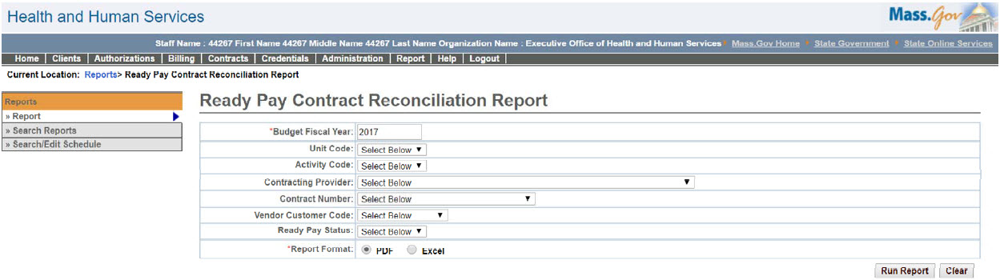 Health and Human Services
Mass.Gov
Staff Name : 44267 First Name 44267 Middle Name 44267 Last Name Organization Name : Executive Office of Health and Human Services Mass.Gov Home State Government State Online Services
Home Clients Authorizations Billing Contracts Credentials Administration Report Help Logout
Current Location: Reports> Ready Pay Contract Reconciliation Report
Reports
» Report
» Search Reports
» Search/Edit Schedule
Ready Pay Contract Reconciliation Report
*Budget Fiscal Year: 2017
Unit Code: Select Below
Activity Code: Select Below
Contracting Provider: Select Below
Contract Number: Select Below
Vendor Customer Code: Select Below
Ready Pay Status: Select Below
*Report Format: PDF Excel
Run Report Clear